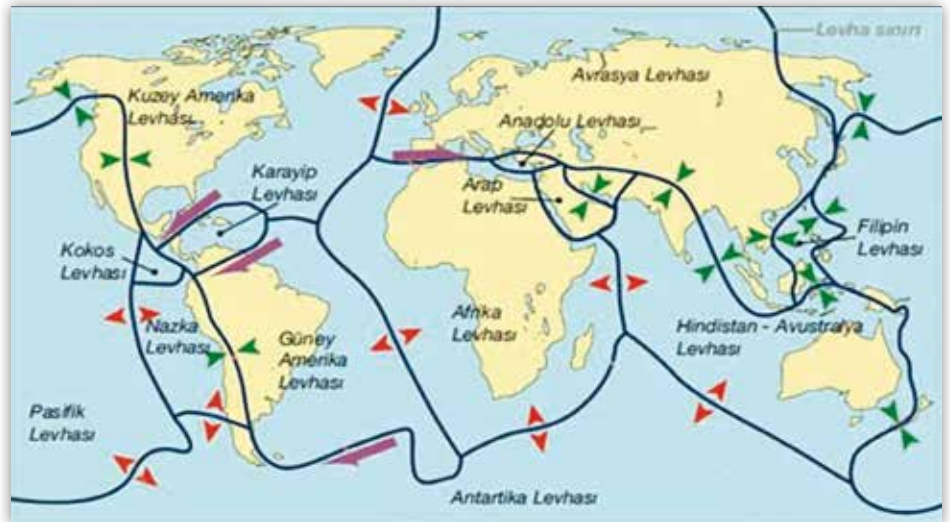 Levha sınırı
Avrasya Levhası
Kuzey Amerika
Levhası
Anadolu Levhası
Karayip
Levhası
Arap
Levhası
Kokos
Levhası
Filipin
Levhası
Nazka
Levhası
Güney
Amerika
Levhası
Afrika
Levhası
Hindistan - Avustralya
Levhası
Pasifik
Levhası
Antartika Levhası